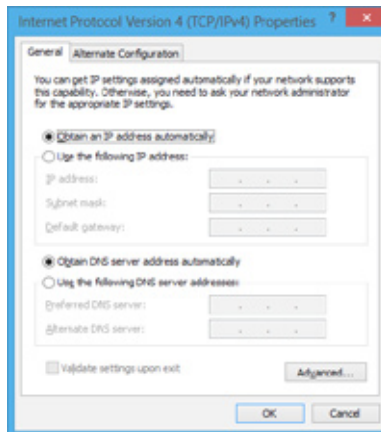 Internet Protocol Version 4 (TCP/IPv4) Properties
General
Alternate Configuration
You can get IP settings assigned automatically if your network supports
this capability. Otherwise, you need to ask your network administrator
for the appropriate IP settings.
Obtain an IP address automatically
Use the following IP address:
IP address:
Subnet mask:
Default gateway:
Obtain DNS server address automatically
Use the following DNS server addresses:
Preferred DNS server:
Alternate DNS server:
Validate settings upon exit
Advanced...
OK
Cancel